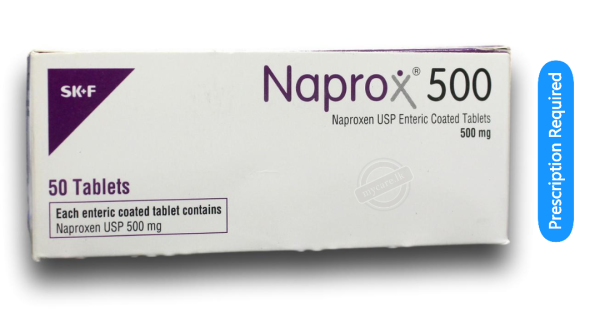 SK+F
Naprox® 500
Naproxen USP Enteric Coated Tablets
500 mg
50 Tablets
Each enteric coated tablet contains
Naproxen USP 500 mg
Prescription Required